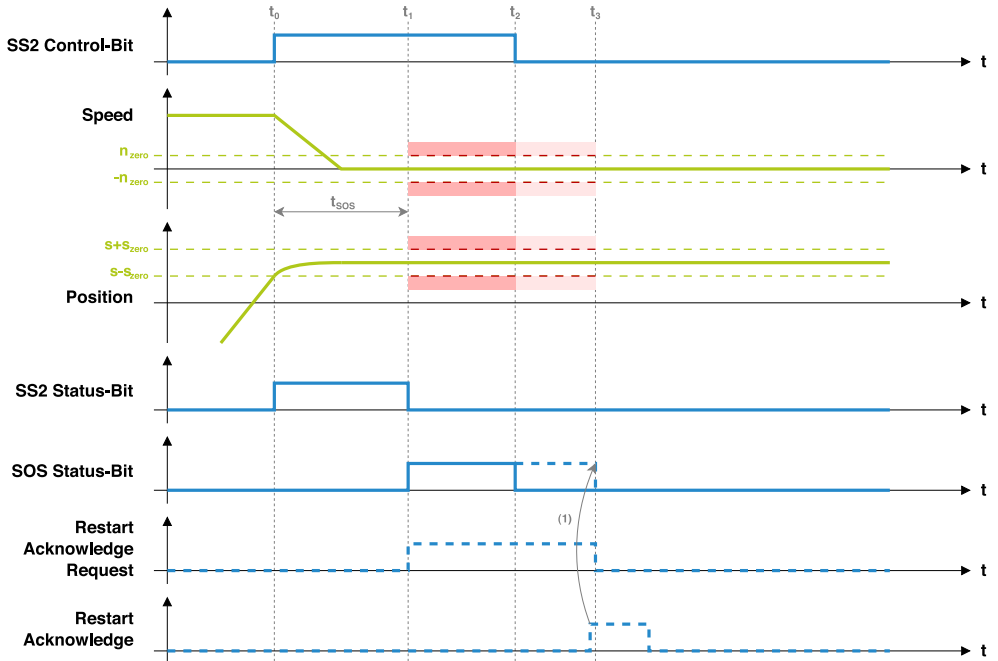 t0 t1 t2 t3
SS2 Control-Bit
t
Speed
nzero
t
-nzero
tSOS
s+szero
s-szero
Position
t
SS2 Status-Bit
t
SOS Status-Bit
t
(1)
Restart
Acknowledge
Request
t
Restart
Acknowledge
t